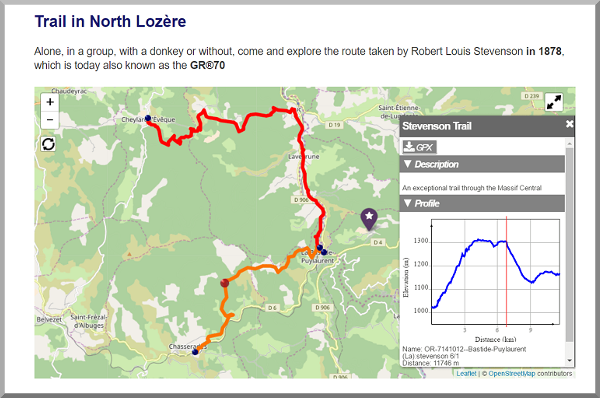 Trail in North Lozère
Alone, in a group, with a donkey or without, come and explore the route taken by Robert Louis Stevenson in 1878,
which is today also known as the GR®70
Chaudeyrac
D 239
+
−
Cheylard-l'Évêque
Saint-Étienne-
de-Lug
D 19
Laveyrune
D 906
D 4
La
Puylaurent
D 906
D 6
Belvezet
Saint-Frézal-
d'Albuges
Chasseradès
Stevenson Trail
GPX
▼ Description
An exceptional trail through the Massif Central
▼ Profile
Elevation (m)
1300
1200
1100
1000
3
6
9
Distance (km)
Name: OR-7141012--Bastide-Puylaurent
(La) stevenson 6/1
Distance: 11746 m
Leaflet | © OpenStreetMap contributors